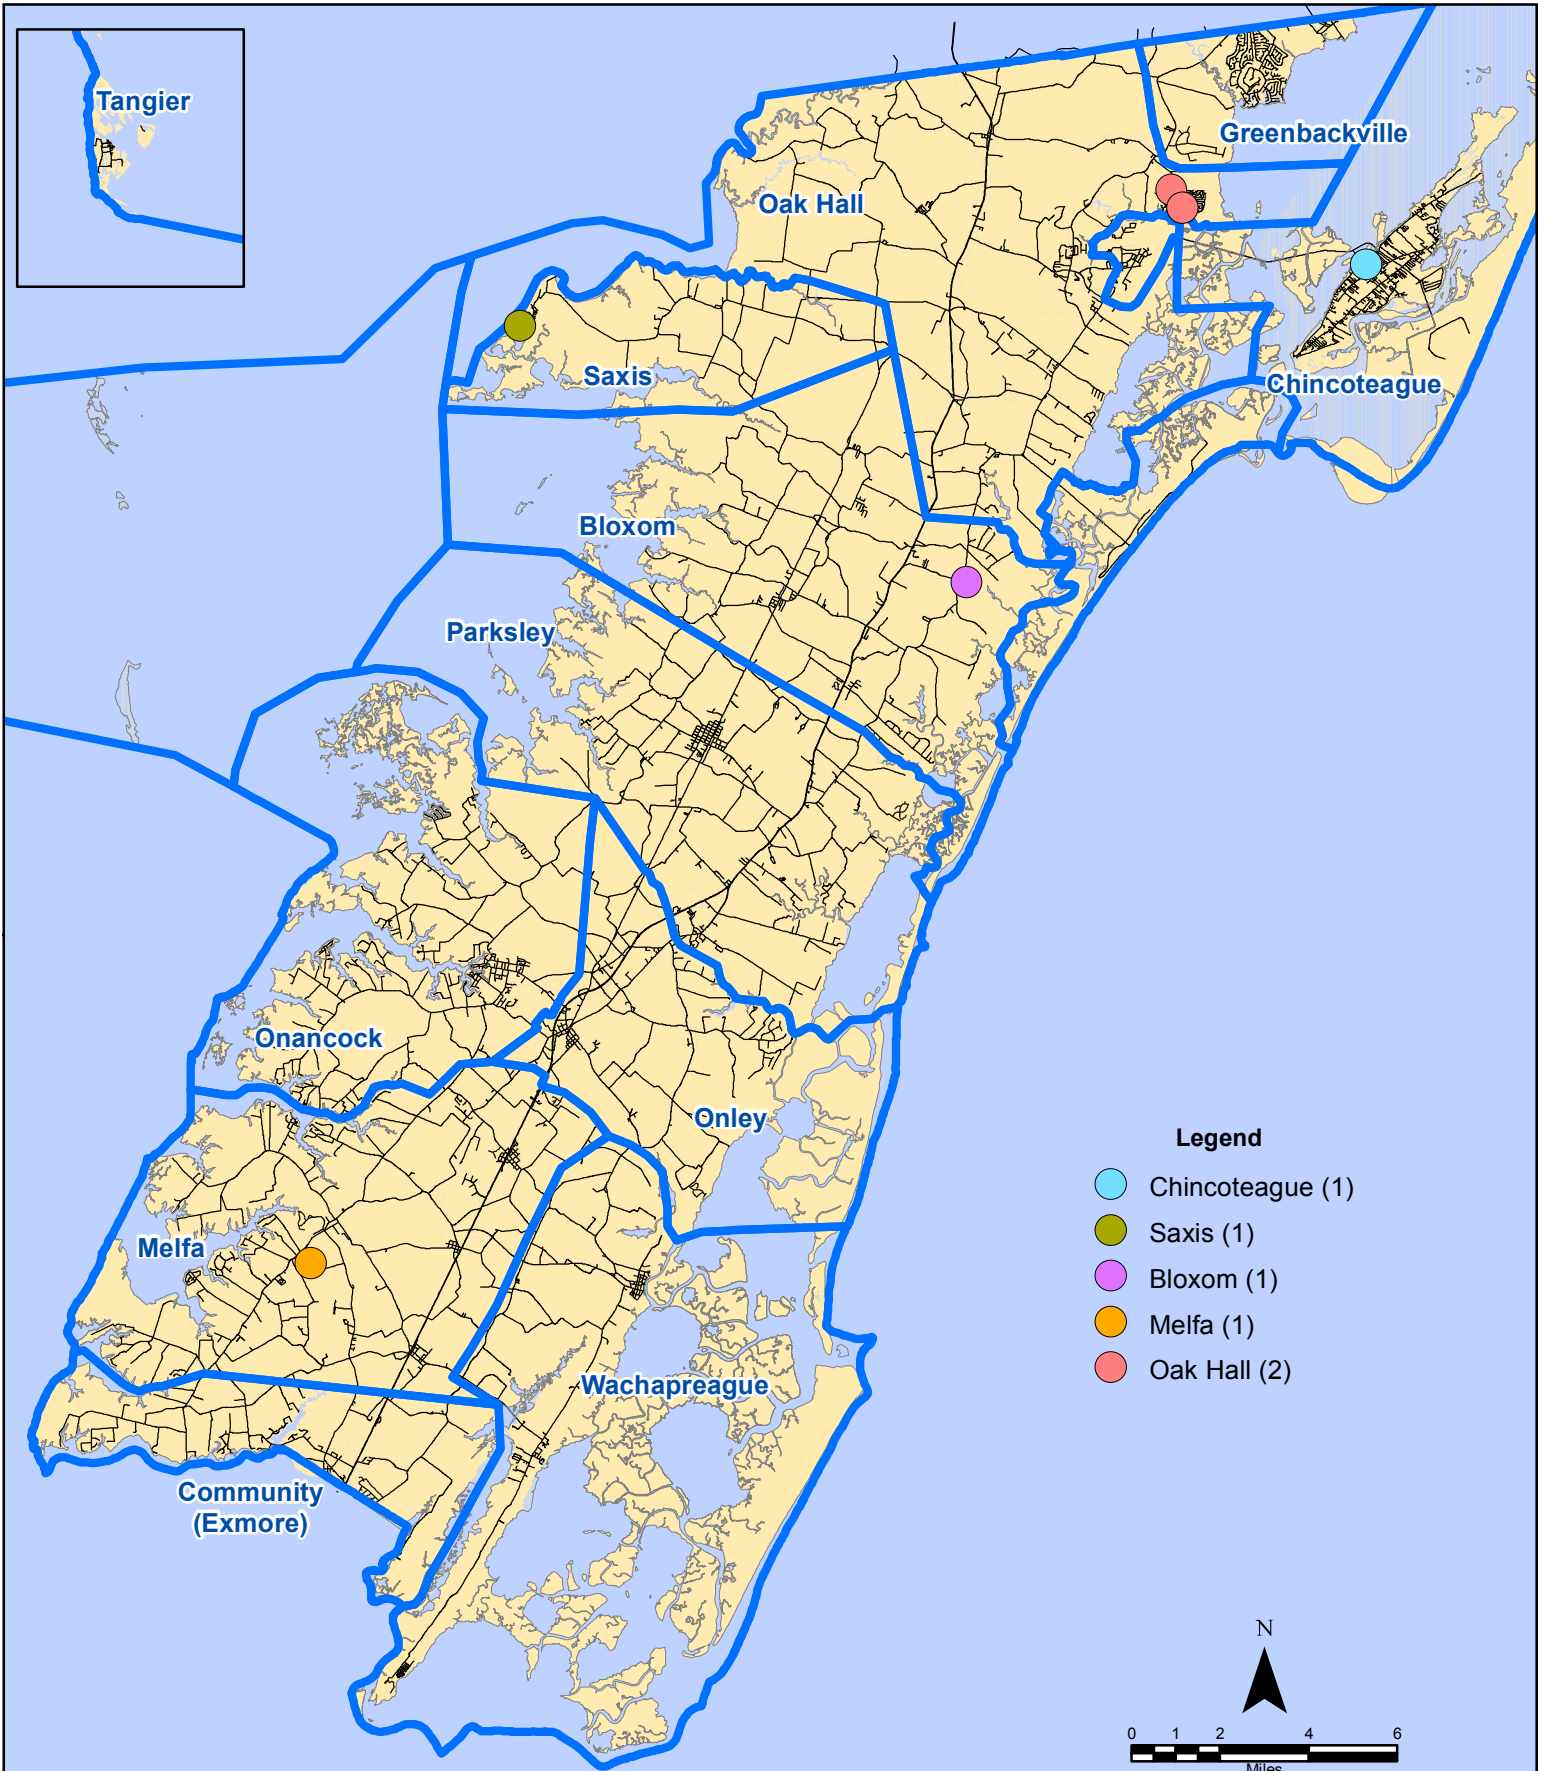 Tangier
Greenbackville
Oak Hall
Saxis
Chincoteague
Bloxom
Parksley
Onancock
Onley
Melfa
Wachapreague
Community
(Exmore)
Legend
Chincoteague (1)
Saxis (1)
Bloxom (1)
Melfa (1)
Oak Hall (2)
N
0 1 2 4 6
Miles